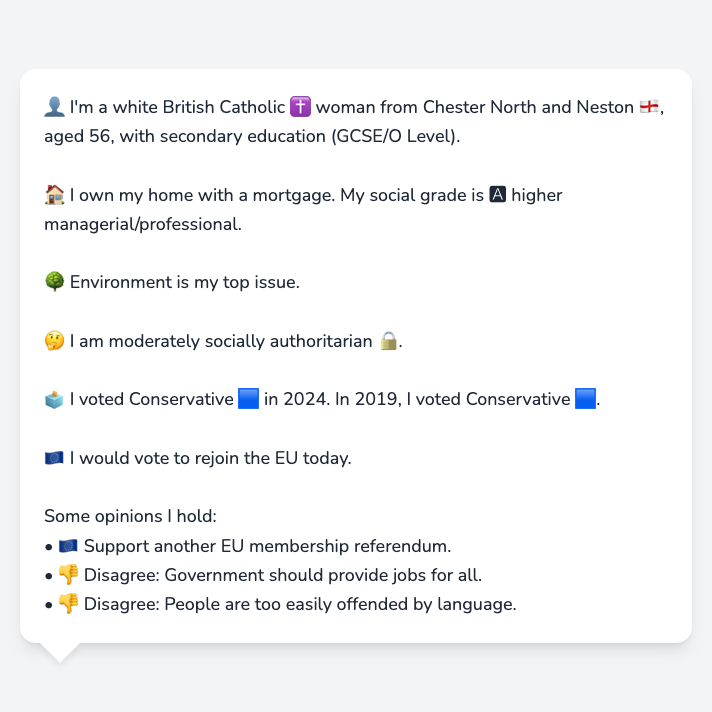 👤 I'm a white British Catholic ✝️ woman from Chester North and Neston 🏴󠁧󠁢󠁥󠁮󠁧󠁿,
aged 56, with secondary education (GCSE/O Level).
🏠 I own my home with a mortgage. My social grade is 🅰 higher
managerial/professional.
🌳 Environment is my top issue.
🤔 I am moderately socially authoritarian 🔒.
🗳️ I voted Conservative 🟦 in 2024. In 2019, I voted Conservative 🟦.
🇪🇺 I would vote to rejoin the EU today.
Some opinions I hold:
• 🇪🇺 Support another EU membership referendum.
• 👎 Disagree: Government should provide jobs for all.
• 👎 Disagree: People are too easily offended by language.